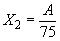 X₂ = A/75